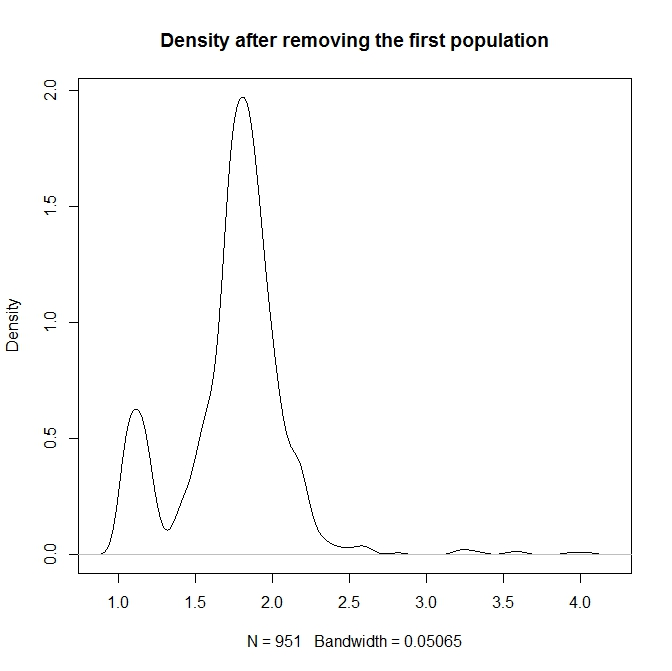 Density after removing the first population
Density
2.0
1.5
1.0
0.5
0.0
1.0 1.5 2.0 2.5 3.0 3.5 4.0
N = 951 Bandwidth = 0.05065